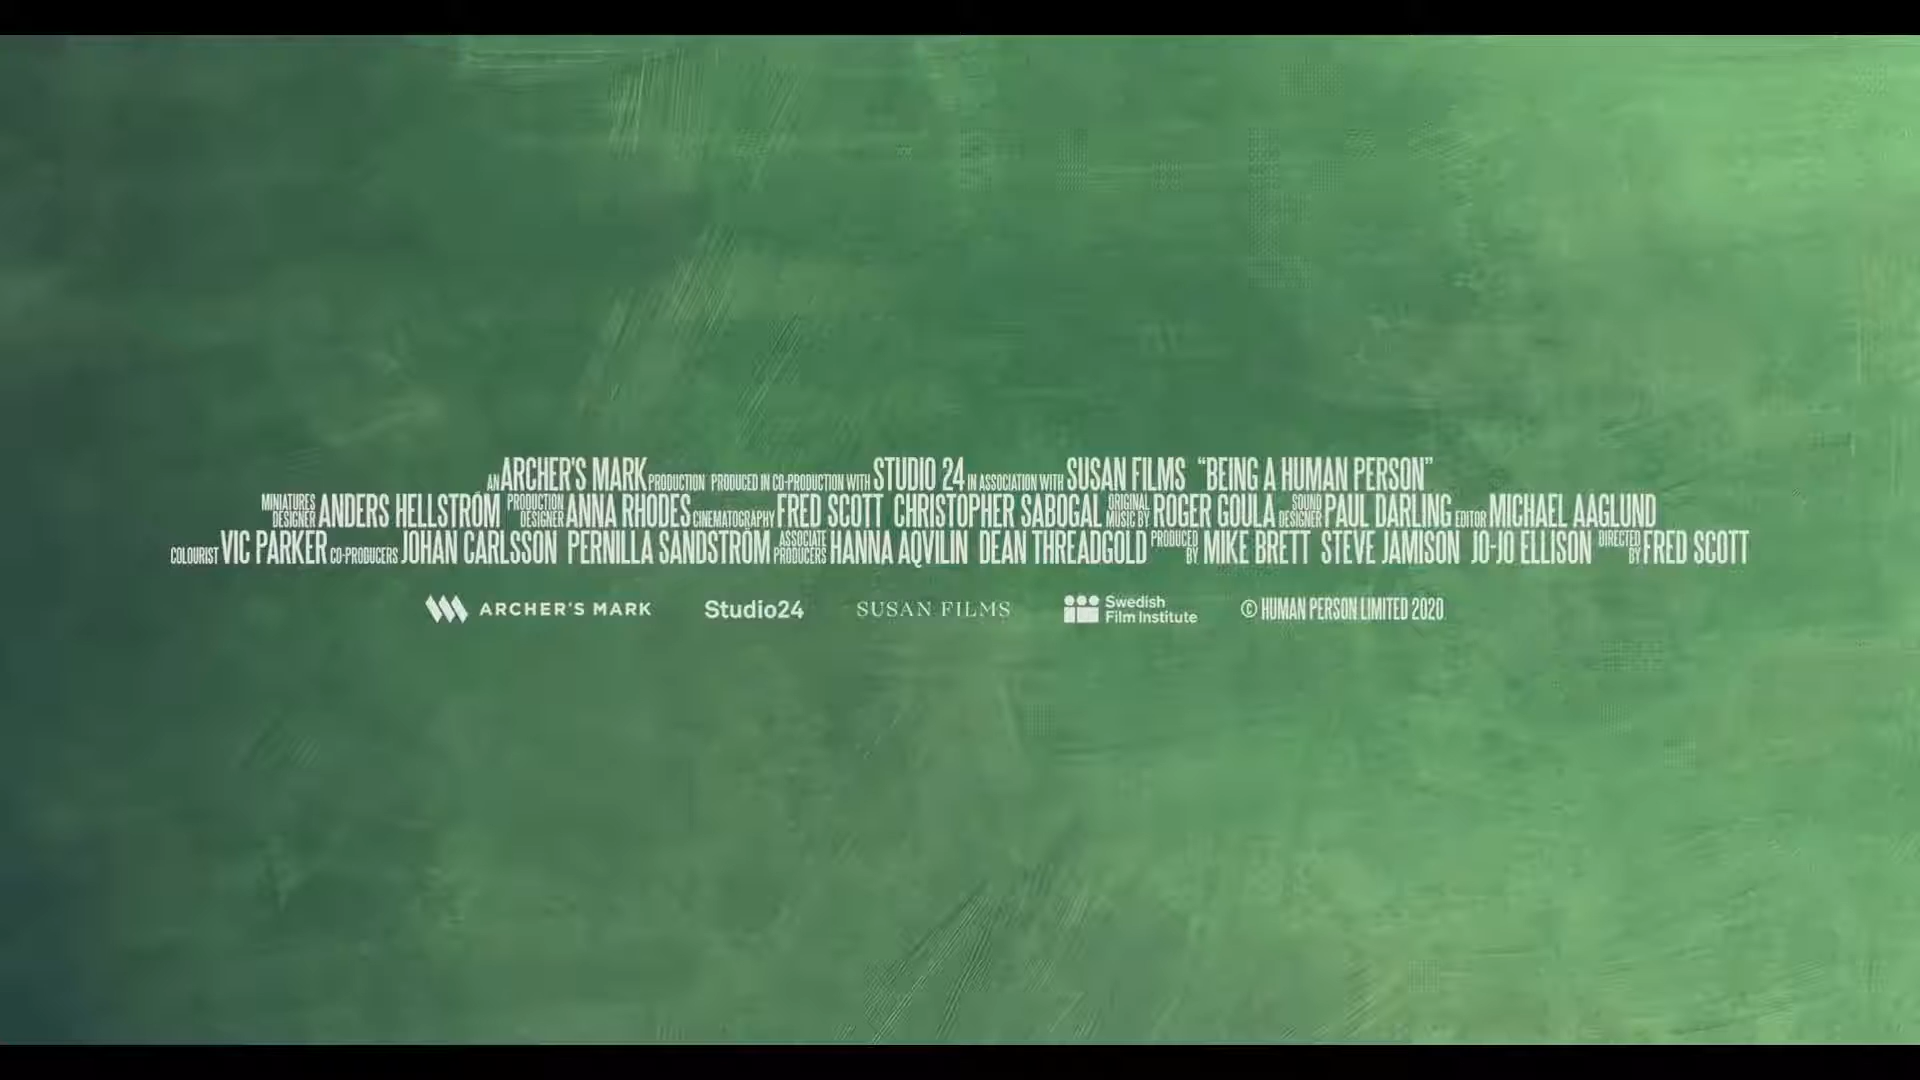 AN ARCHER'S MARK PRODUCTION PRODUCED IN CO-PRODUCTION WITH STUDIO 24 IN ASSOCIATION WITH SUSAN FILMS “BEING A HUMAN PERSON”
MINIATURES DESIGNER ANDERS HELLSTRÖM PRODUCTION DESIGNER ANNA RHODES CINEMATOGRAPHY FRED SCOTT CHRISTOPHER SABOGAL ORIGINAL MUSIC BY ROGER GOULA SOUND DESIGNER PAUL DARLING EDITOR MICHAEL AAGLUND
COLOURIST VIC PARKER CO-PRODUCERS JOHAN CARLSSON PERNILLA SANDSTRÖM ASSOCIATE PRODUCERS HANNA AQVILIN DEAN THREADGOLD PRODUCED BY MIKE BRETT STEVE JAMISON JO-JO ELLISON DIRECTED BY FRED SCOTT
ARCHER'S MARK Studio24 SUSAN FILMS Swedish Film Institute © HUMAN PERSON LIMITED 2020